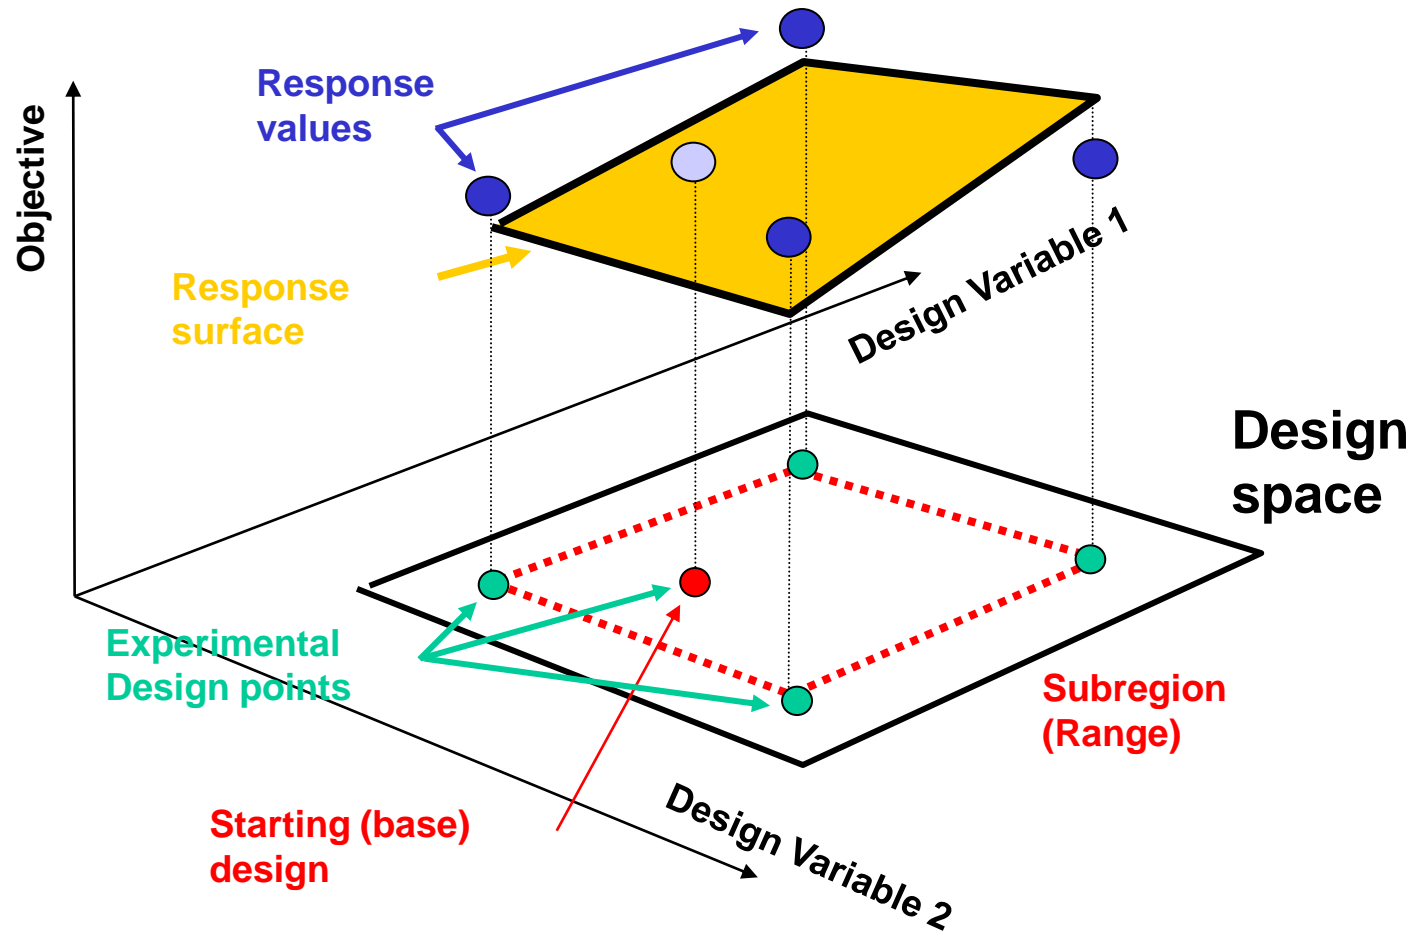 Response
values
Objective
Response
surface
Design Variable 1
Design
space
Experimental
Design points
Subregion
(Range)
Starting (base)
design
Design Variable 2